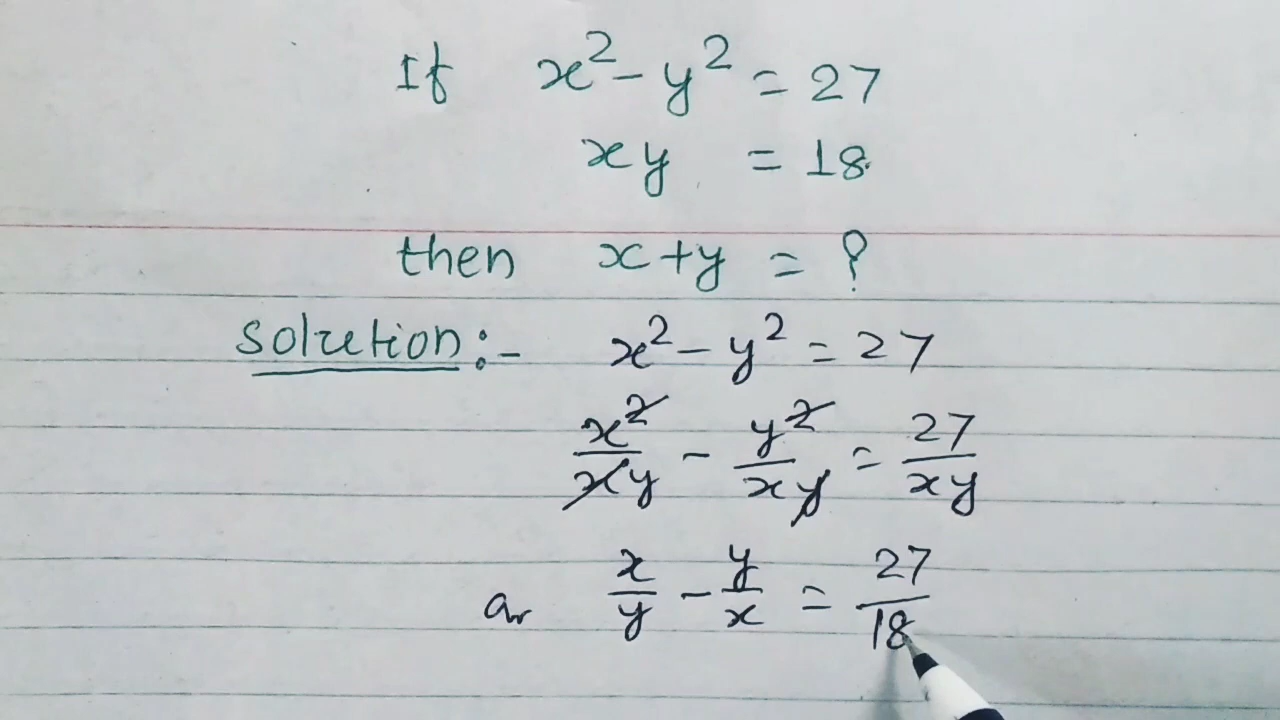 If x² - y² = 27
xy = 18
then x + y = ?
Solution:- x² - y² = 27
x²/xy - y²/xy = 27/xy
or x/y - y/x = 27/18